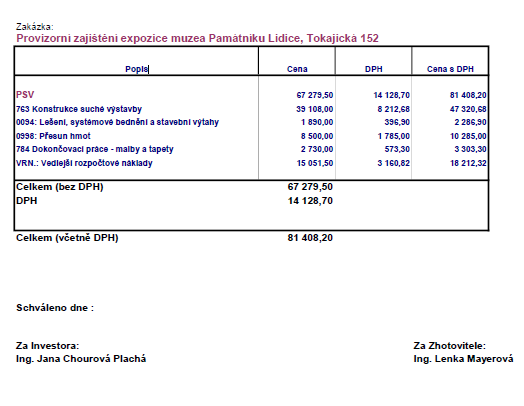 Zakázka:
Provizorní zajištění expozice muzea Památníku Lidice, Tokajická 152
Popis Cena DPH Cena s DPH
PSV 67 279,50 14 128,70 81 408,20
763 Konstrukce suché výstavby 39 108,00 8 212,68 47 320,68
0094: Lešení, systémové bednění a stavební výtahy 1 890,00 396,90 2 286,90
0998: Přesun hmot 8 500,00 1 785,00 10 285,00
784 Dokončovací práce - malby a tapety 2 730,00 573,30 3 303,30
VRN.: Vedlejší rozpočtové náklady 15 051,50 3 160,82 18 212,32
Celkem (bez DPH) 67 279,50
DPH 14 128,70
Celkem (včetně DPH) 81 408,20
Schváleno dne :
Za Investora: Za Zhotovitele:
Ing. Jana Chourová Plachá Ing. Lenka Mayerová